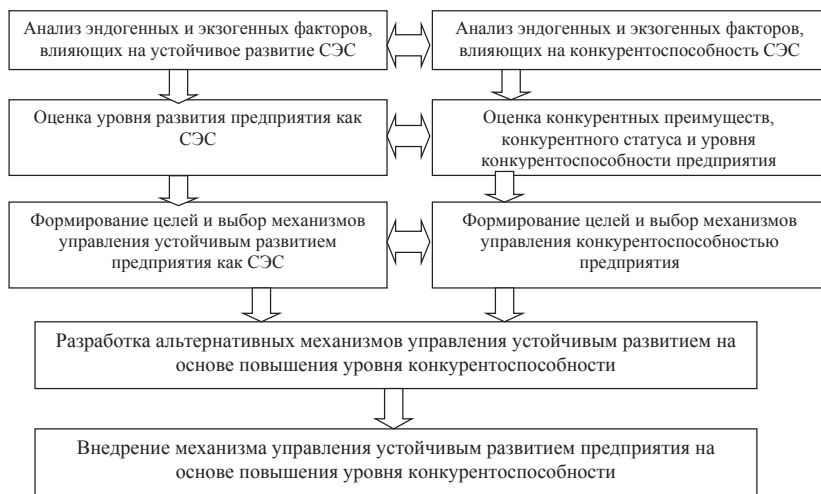 Анализ эндогенных и экзогенных факторов,
влияющих на устойчивое развитие СЭС
Анализ эндогенных и экзогенных факторов,
влияющих на конкурентоспособность СЭС
Оценка уровня развития предприятия как
СЭС
Оценка конкурентных преимуществ,
конкурентного статуса и уровня
конкурентоспособности предприятия
Формирование целей и выбор механизмов
управления устойчивым развитием
предприятия как СЭС
Формирование целей и выбор механизмов
управления конкурентоспособностью
предприятия
Разработка альтернативных механизмов управления устойчивым развитием на
основе повышения уровня конкурентоспособности
Внедрение механизма управления устойчивым развитием предприятия на
основе повышения уровня конкурентоспособности